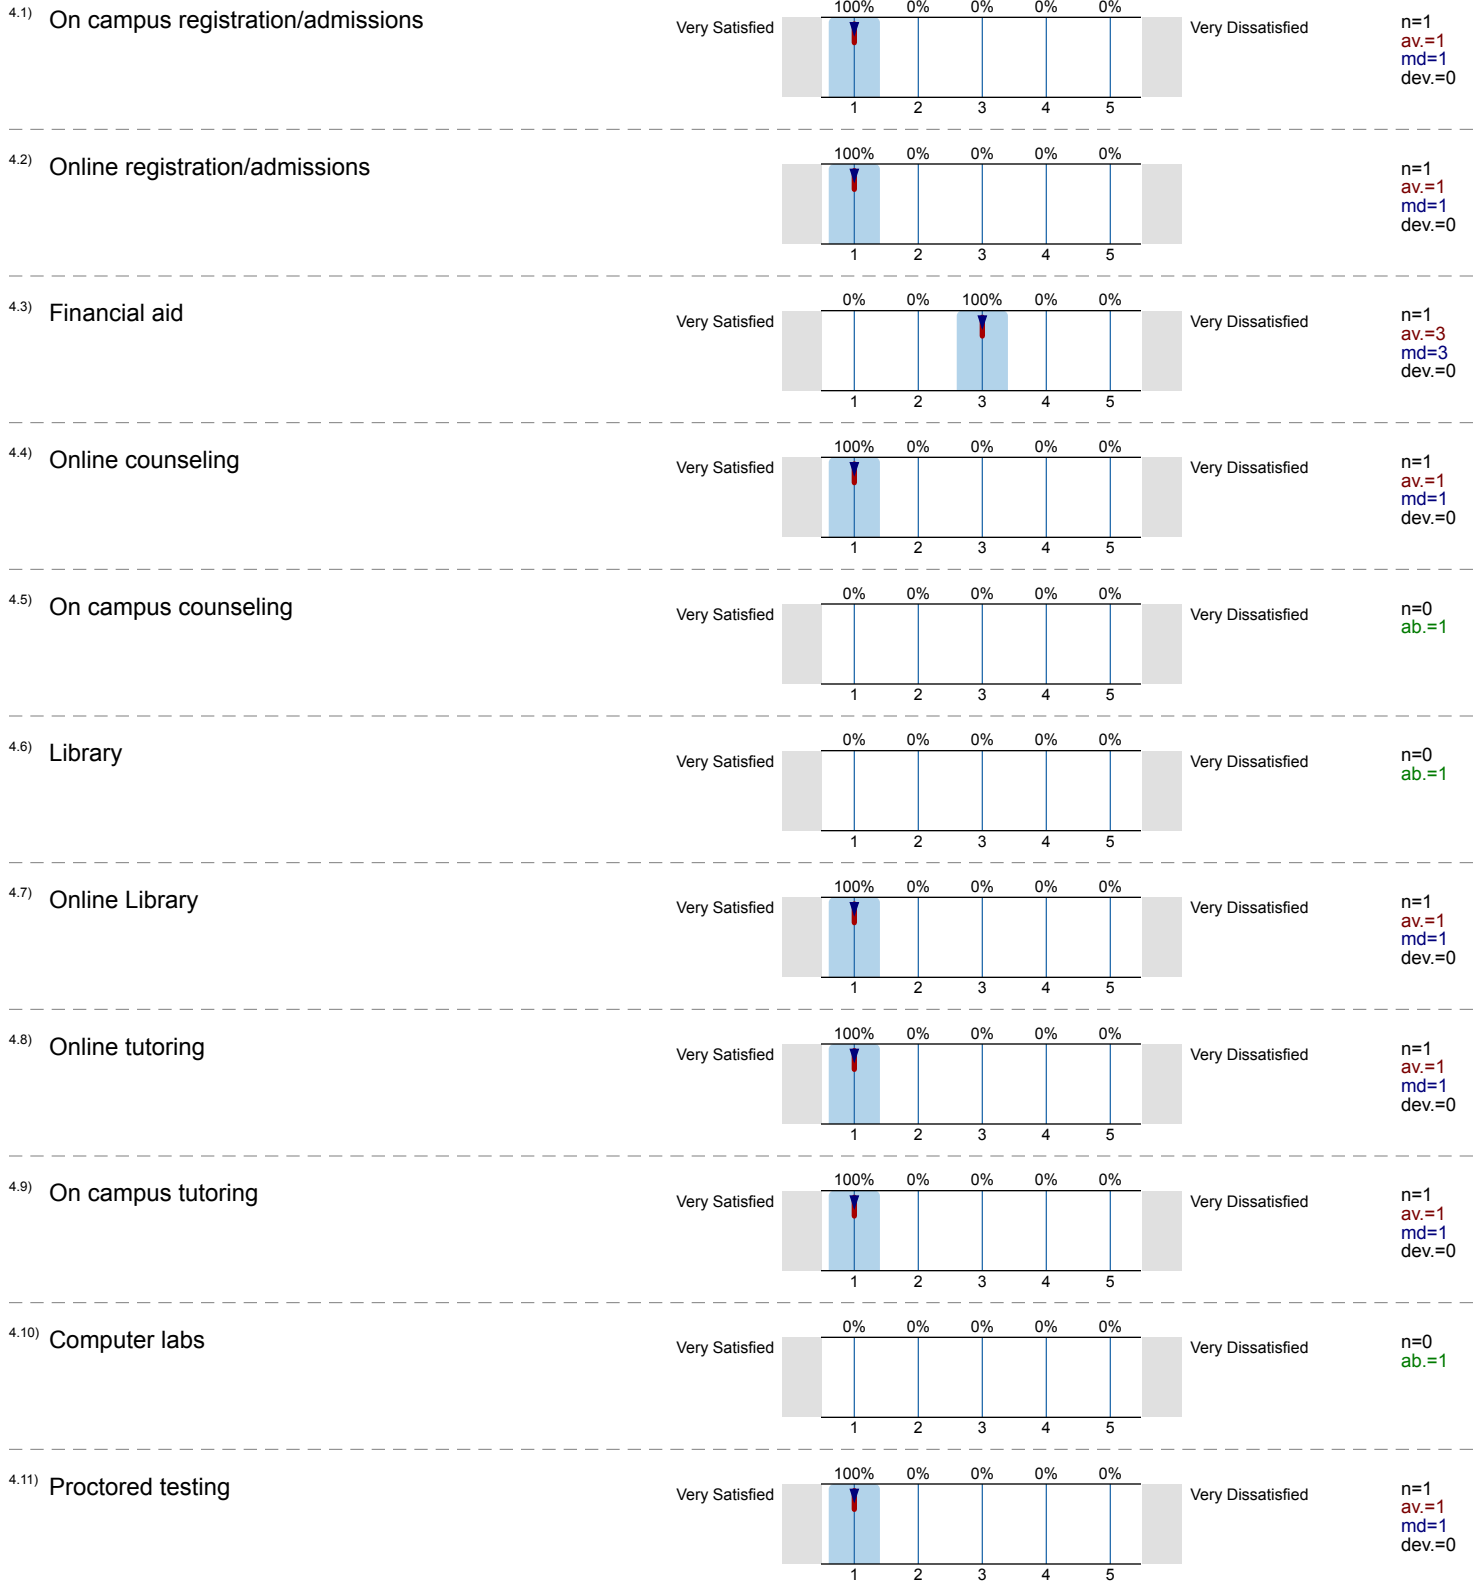 4.1) On campus registration/admissions
100% 0% 0% 0% 0%
Very Satisfied Very Dissatisfied
n=1
av.=1
md=1
dev.=0
1 2 3 4 5
4.2) Online registration/admissions
100% 0% 0% 0% 0%
n=1
av.=1
md=1
dev.=0
1 2 3 4 5
4.3) Financial aid
0% 0% 100% 0% 0%
Very Satisfied Very Dissatisfied
n=1
av.=3
md=3
dev.=0
1 2 3 4 5
4.4) Online counseling
100% 0% 0% 0% 0%
Very Satisfied Very Dissatisfied
n=1
av.=1
md=1
dev.=0
1 2 3 4 5
4.5) On campus counseling
0% 0% 0% 0% 0%
Very Satisfied Very Dissatisfied
n=0
ab.=1
1 2 3 4 5
4.6) Library
0% 0% 0% 0% 0%
Very Satisfied Very Dissatisfied
n=0
ab.=1
1 2 3 4 5
4.7) Online Library
100% 0% 0% 0% 0%
Very Satisfied Very Dissatisfied
n=1
av.=1
md=1
dev.=0
1 2 3 4 5
4.8) Online tutoring
100% 0% 0% 0% 0%
Very Satisfied Very Dissatisfied
n=1
av.=1
md=1
dev.=0
1 2 3 4 5
4.9) On campus tutoring
100% 0% 0% 0% 0%
Very Satisfied Very Dissatisfied
n=1
av.=1
md=1
dev.=0
1 2 3 4 5
4.10) Computer labs
0% 0% 0% 0% 0%
Very Satisfied Very Dissatisfied
n=0
ab.=1
1 2 3 4 5
4.11) Proctored testing
100% 0% 0% 0% 0%
Very Satisfied Very Dissatisfied
n=1
av.=1
md=1
dev.=0
1 2 3 4 5